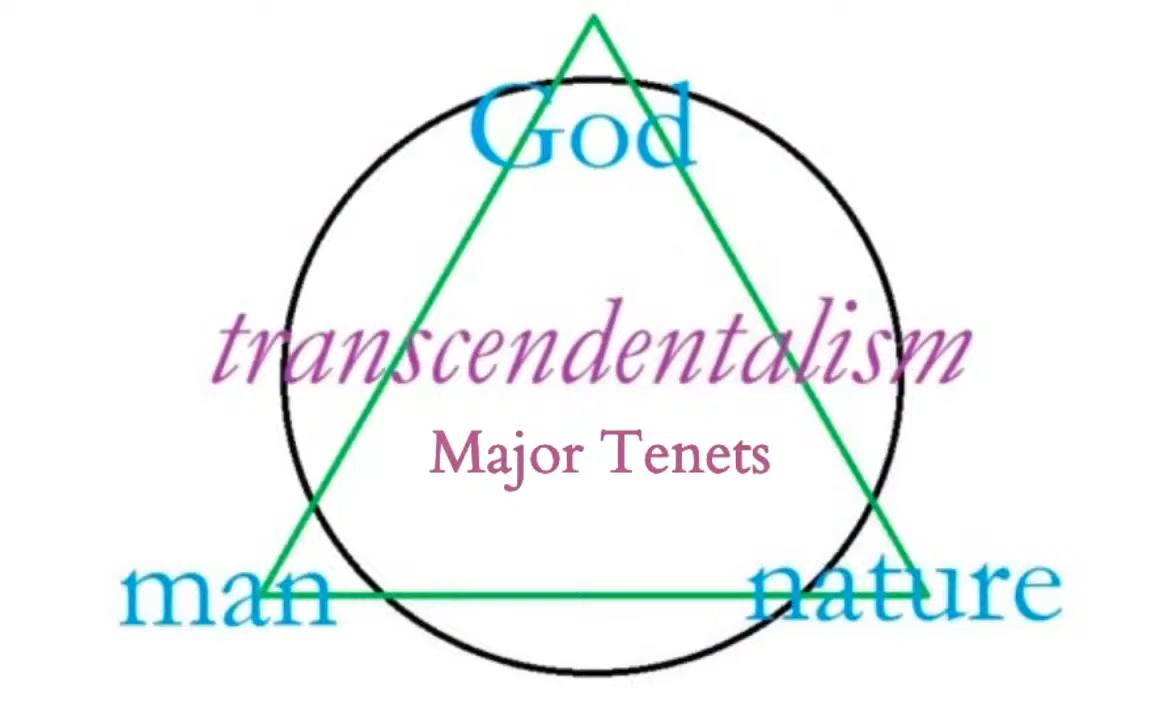 God
transcendentalism
Major Tenets
man
nature